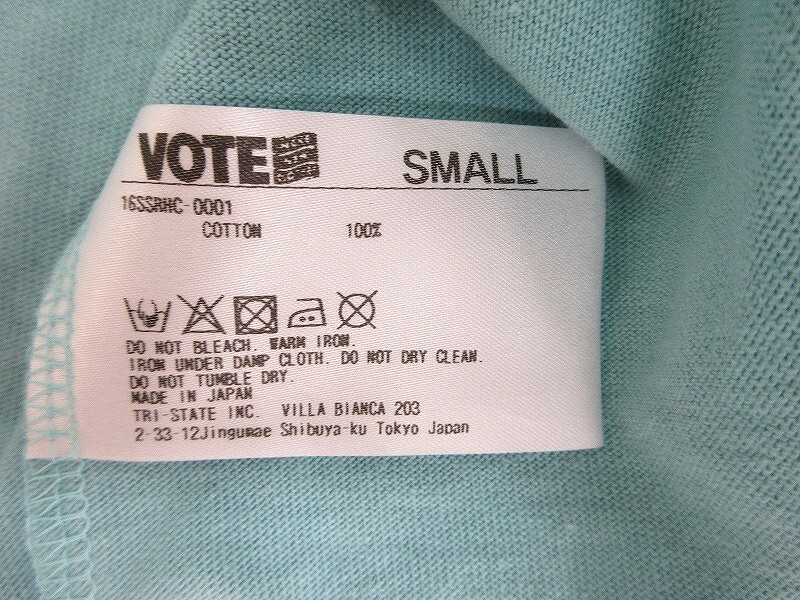 VOTE SMALL
16SSRHC-0001
COTTON 100%
DO NOT BLEACH. WARM IRON.
IRON UNDER DAMP CLOTH. DO NOT DRY CLEAN.
DO NOT TUMBLE DRY.
MADE IN JAPAN
TRI-STATE INC. VILLA BIANCA 203
2-33-12Jingumae Shibuya-ku Tokyo Japan